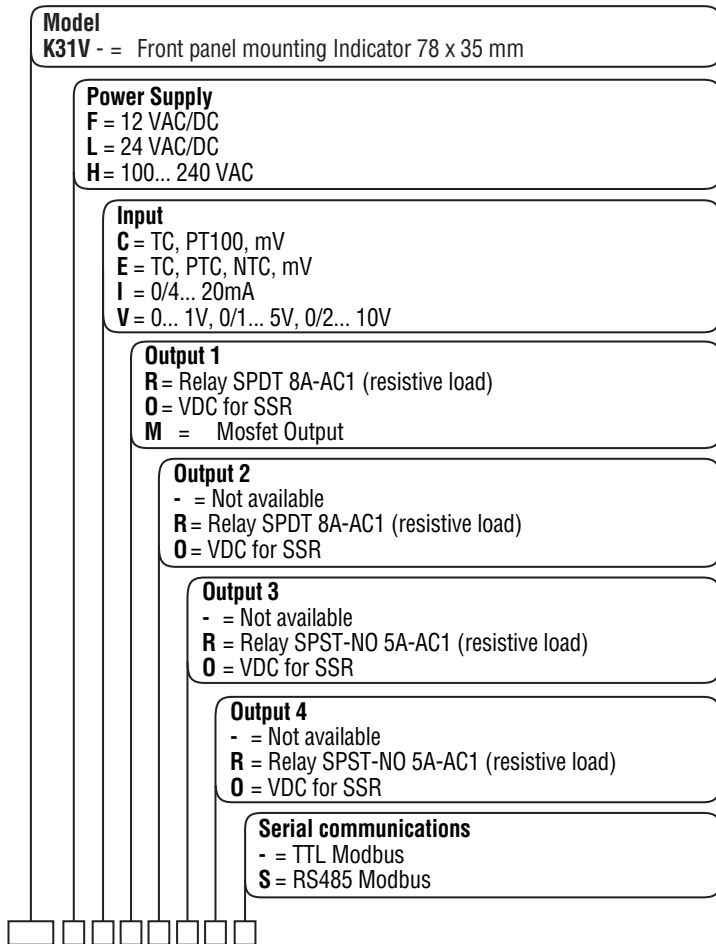 Model
K31V - = Front panel mounting Indicator 78 x 35 mm
Power Supply
F = 12 VAC/DC
L = 24 VAC/DC
H = 100... 240 VAC
Input
C = TC, PT100, mV
E = TC, PTC, NTC, mV
I = 0/4... 20mA
V = 0... 1V, 0/1... 5V, 0/2... 10V
Output 1
R = Relay SPDT 8A-AC1 (resistive load)
O = VDC for SSR
M = Mosfet Output
Output 2
- = Not available
R = Relay SPDT 8A-AC1 (resistive load)
O = VDC for SSR
Output 3
- = Not available
R = Relay SPST-NO 5A-AC1 (resistive load)
O = VDC for SSR
Output 4
- = Not available
R = Relay SPST-NO 5A-AC1 (resistive load)
O = VDC for SSR
Serial communications
- = TTL Modbus
S = RS485 Modbus